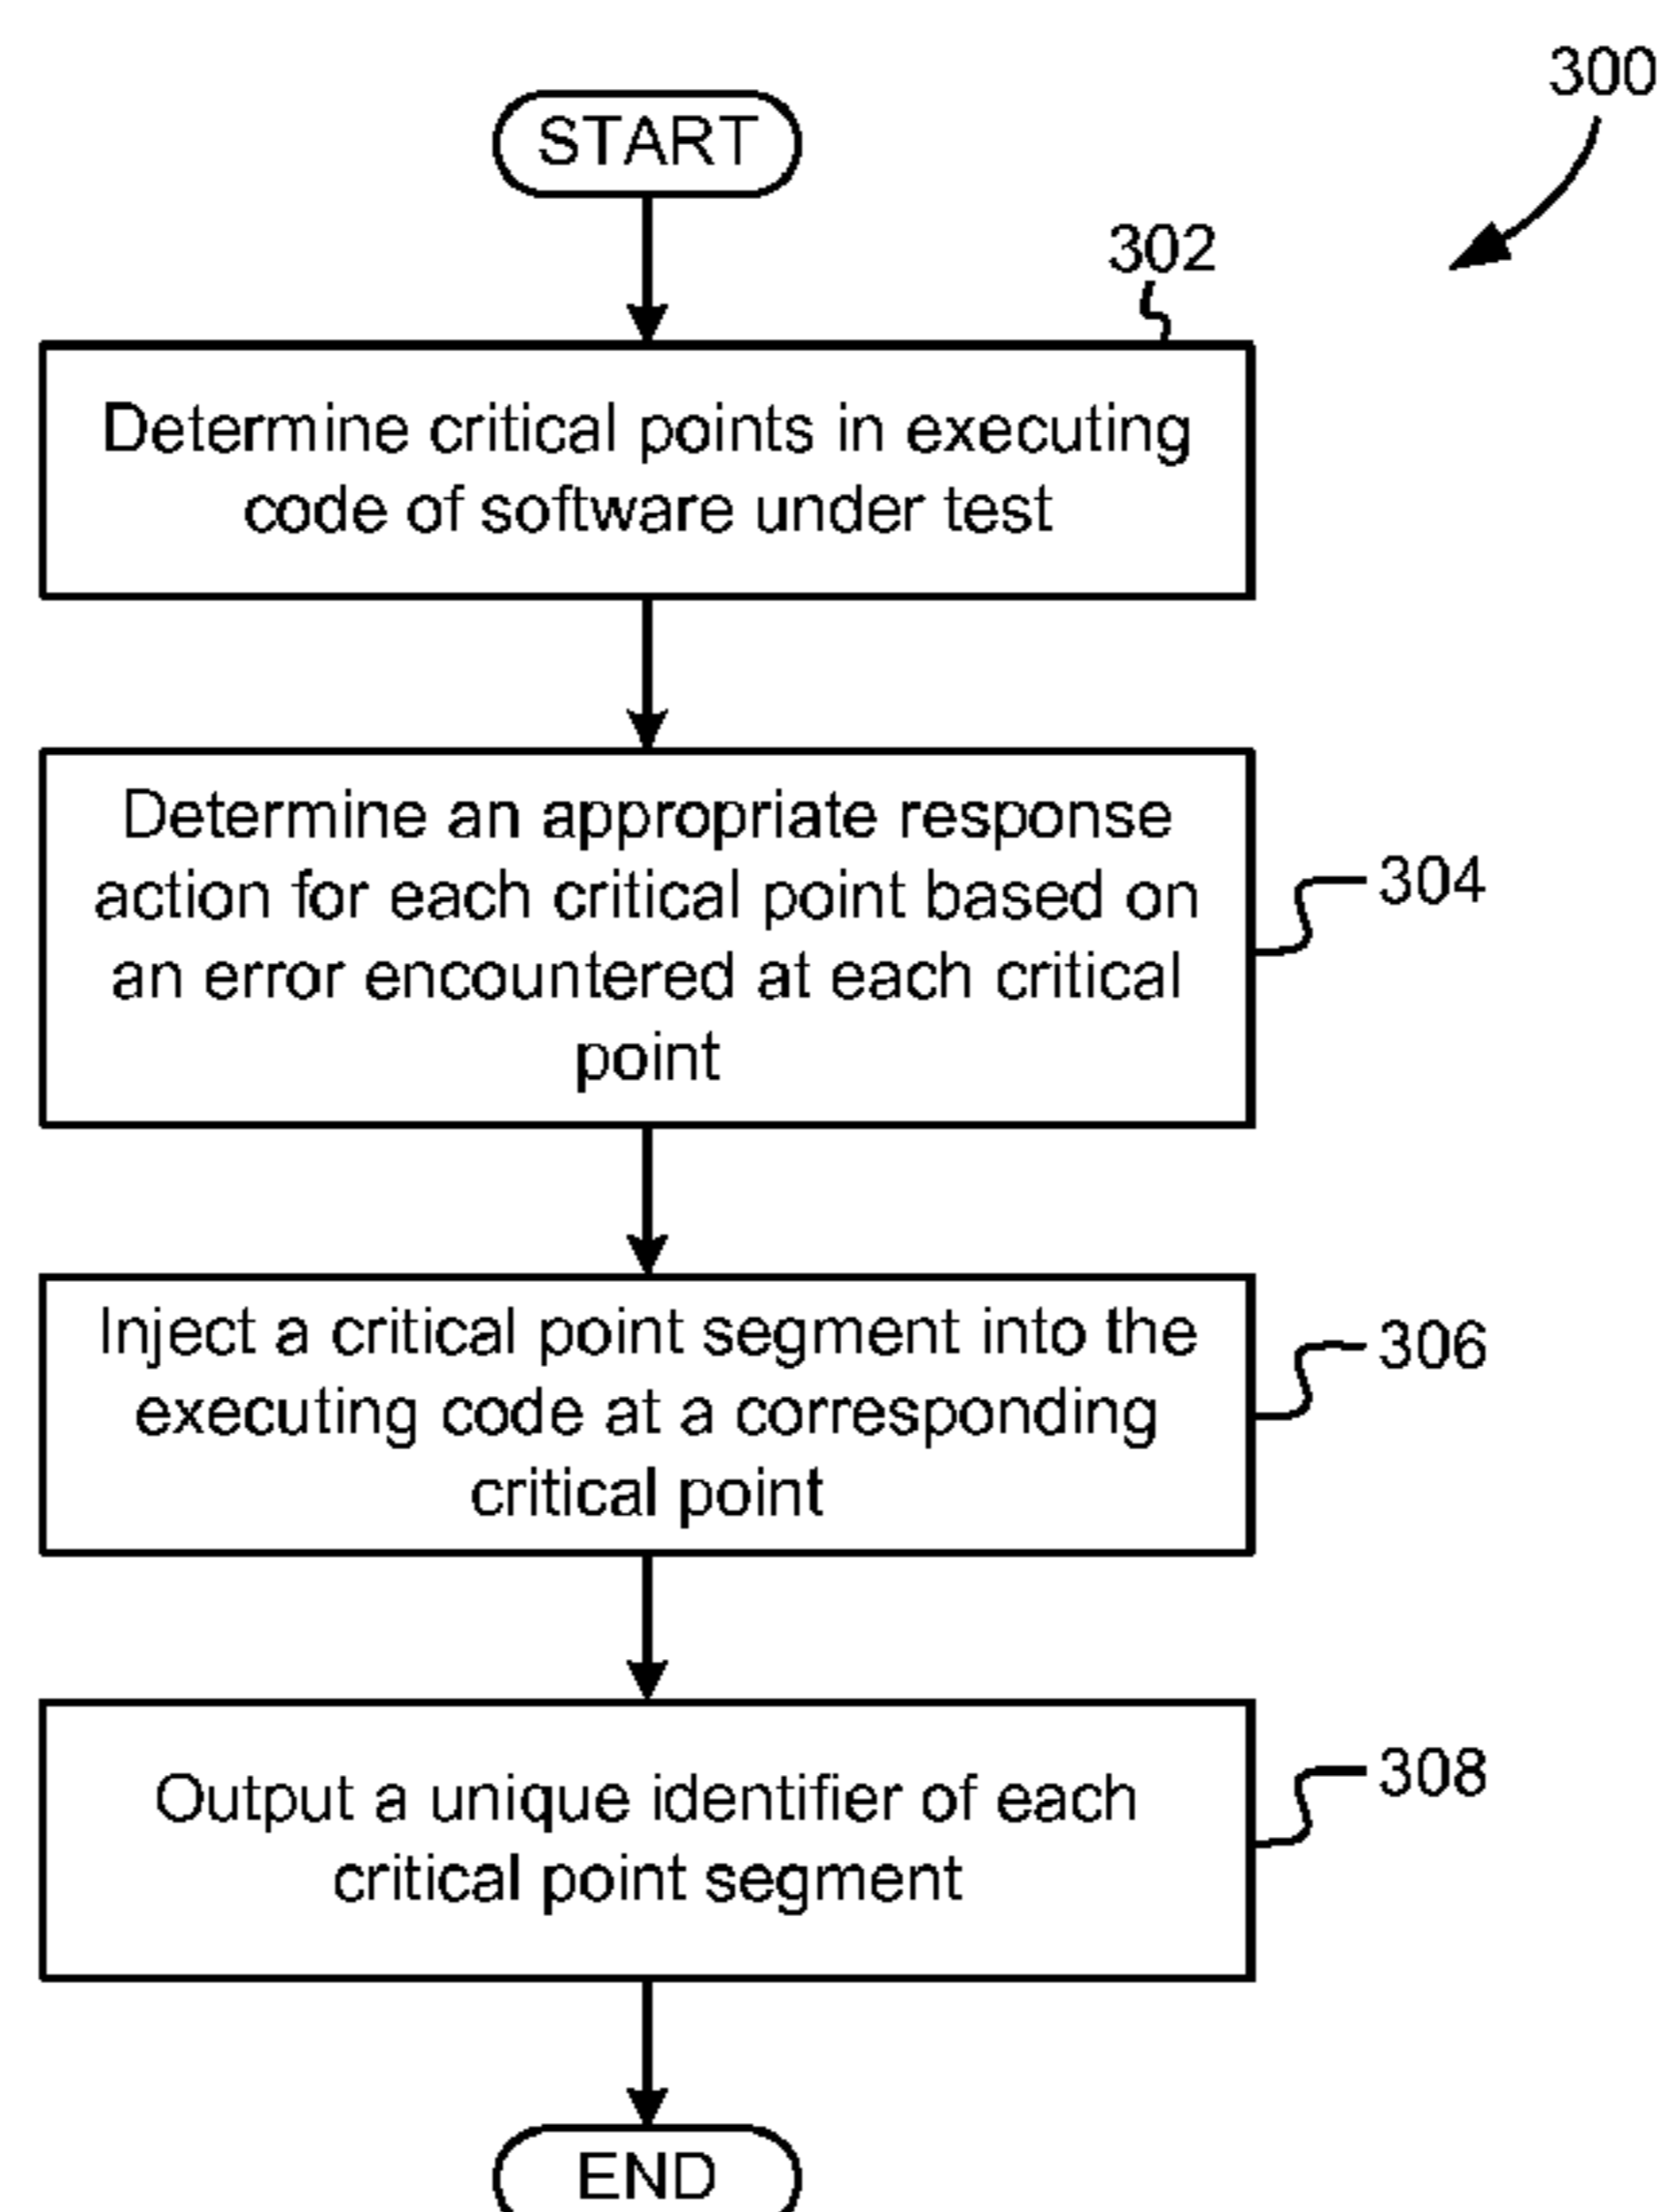 300
START
302
Determine critical points in executing
code of software under test
Determine an appropriate response
action for each critical point based on
an error encountered at each critical
point
304
Inject a critical point segment into the
executing code at a corresponding
critical point
306
Output a unique identifier of each
critical point segment
308
END